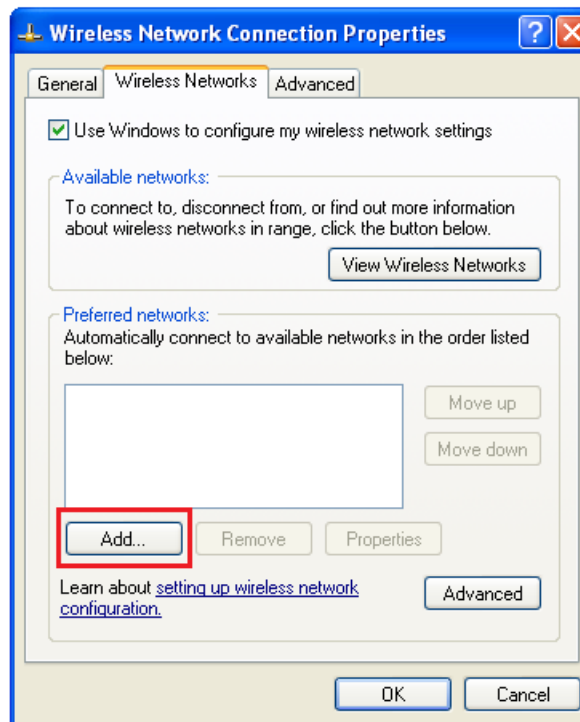 Wireless Network Connection Properties
General Wireless Networks Advanced
Use Windows to configure my wireless network settings
Available networks:
To connect to, disconnect from, or find out more information
about wireless networks in range, click the button below.
View Wireless Networks
Preferred networks:
Automatically connect to available networks in the order listed
below:
Move up
Move down
Add... Remove Properties
Learn about setting up wireless network
configuration.
Advanced
OK Cancel